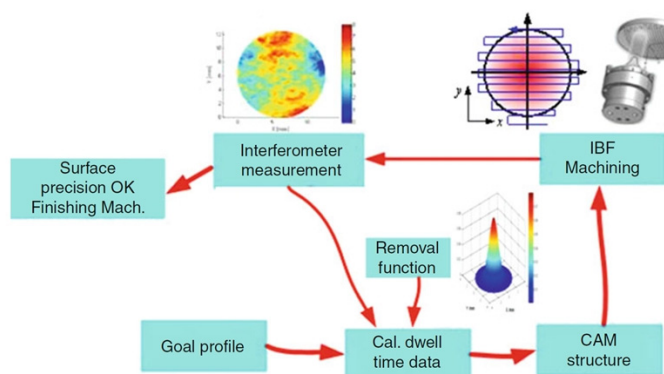 Interferometer
measurement
IBF
Machining
Surface
precision OK
Finishing Mach.
Removal
function
Goal profile
Cal. dwell
time data
CAM
structure
y
x